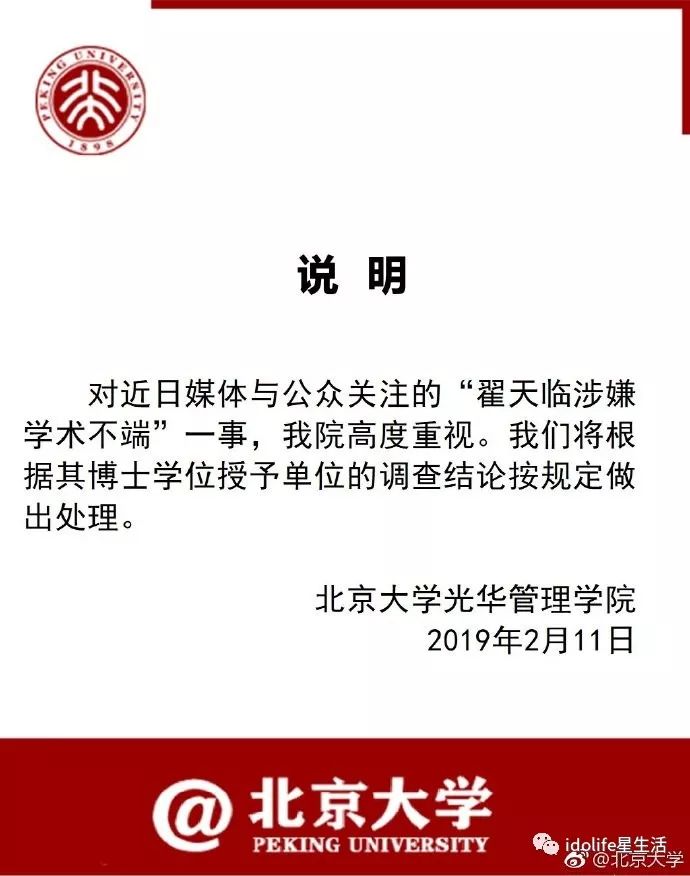 PEKING UNIVERSITY
1898
说 明
对近日媒体与公众关注的“翟天临涉嫌
学术不端”一事，我院高度重视。我们将根
据其博士学位授予单位的调查结论按规定做
出处理。
北京大学光华管理学院
2019年2月11日
@北京大学
PEKING UNIVERSITY
idolife星生活
@北京大学